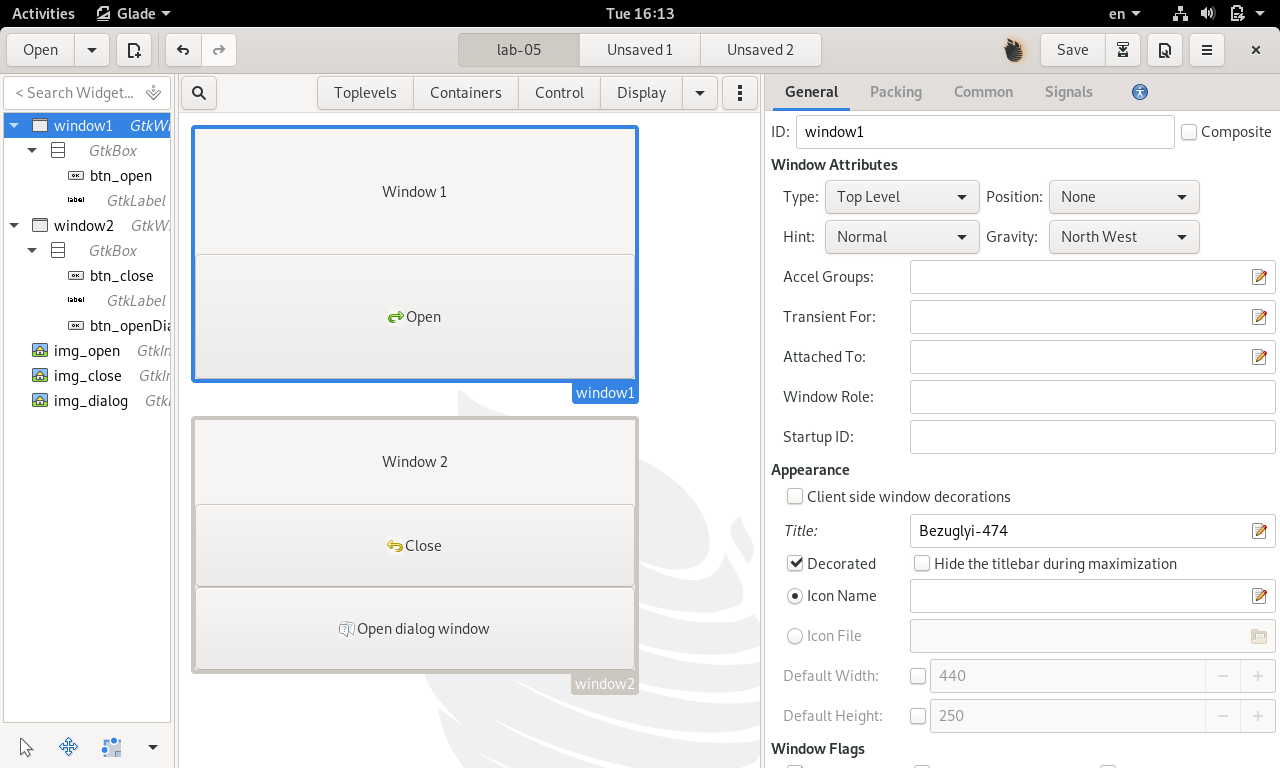 Activities Glade Tue 16:13 en
Open lab-05 Unsaved 1 Unsaved 2 Save
< Search Widget... Toplevels Containers Control Display General Packing Common Signals
window1 GtkWi
GtkBox
btn_open
GtkLabel
window2 GtkWi
GtkBox
btn_close
GtkLabel
btn_openDia
img_open GtkIn
img_close GtkIn
img_dialog GtkI
Window 1
Open
window1
Window 2
Close
Open dialog window
window2
ID: window1 Composite
Window Attributes
Type: Top Level Position: None
Hint: Normal Gravity: North West
Accel Groups:
Transient For:
Attached To:
Window Role:
Startup ID:
Appearance
Client side window decorations
Title: Bezuglyi-474
Decorated Hide the titlebar during maximization
Icon Name
Icon File
Default Width: 440
Default Height: 250
Window Flags